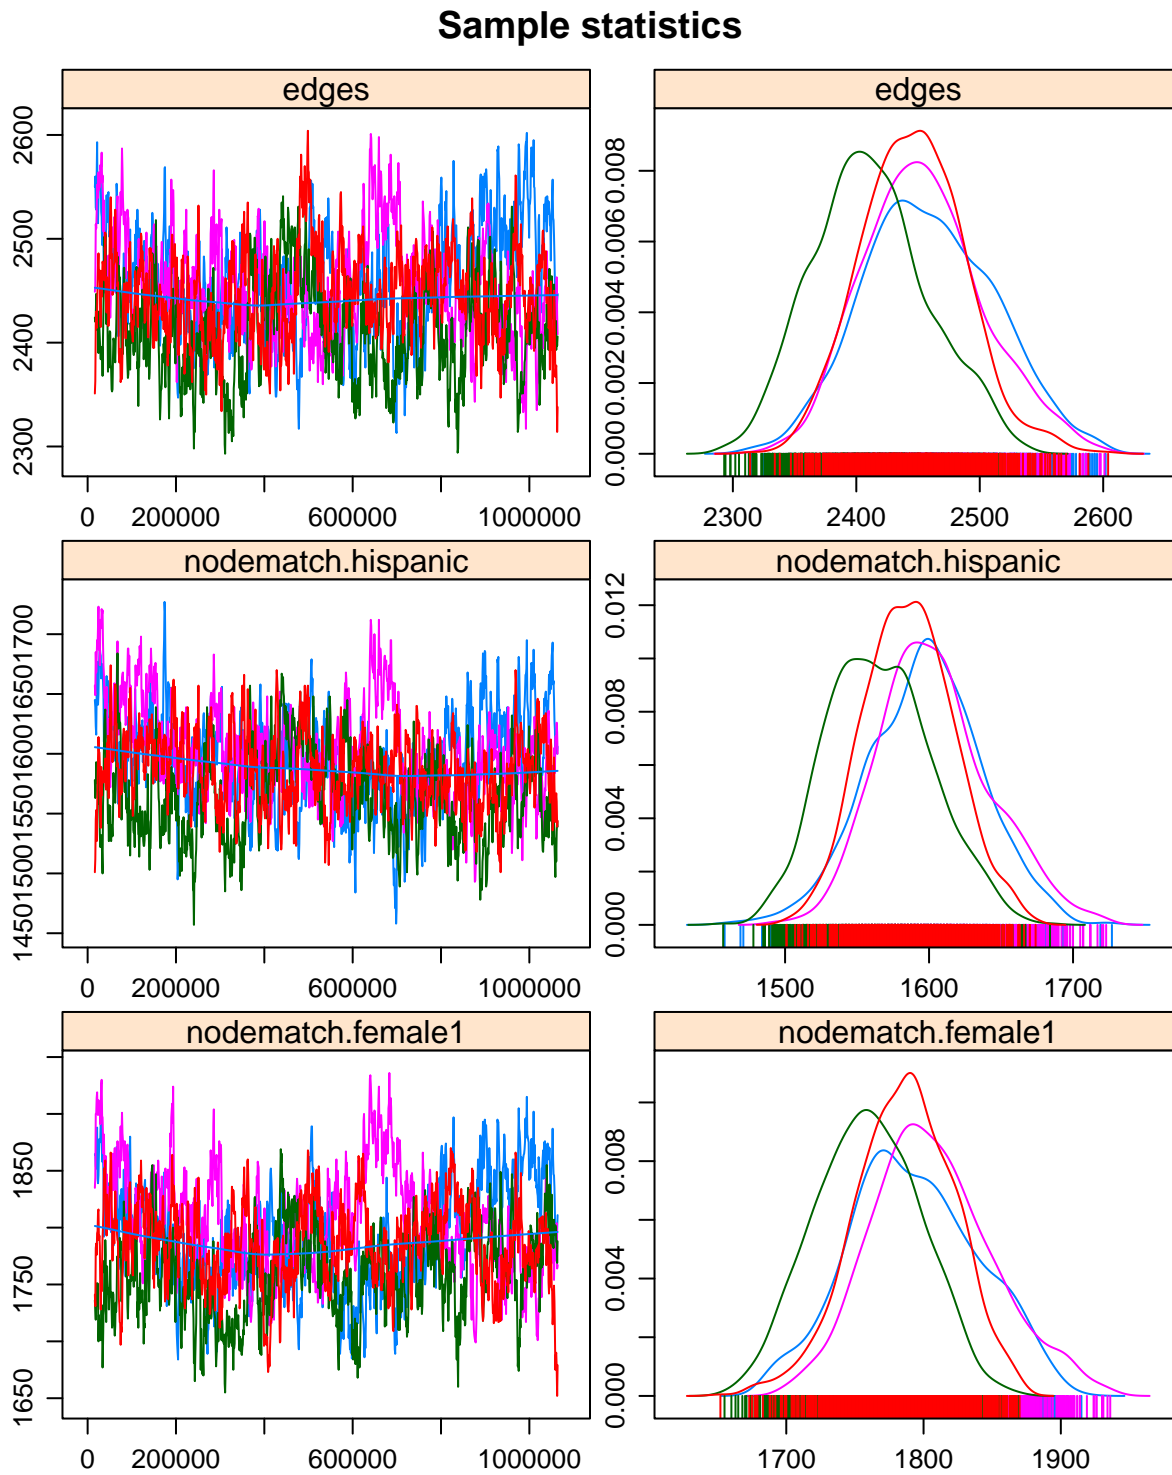 Sample statistics
edges
edges
2300 2400 2500 2600
0.000 0.002 0.004 0.006 0.008
0 200000 600000 1000000
2300 2400 2500 2600
nodematch.hispanic
nodematch.hispanic
1450 1500 1550 1600 1650 1700
0.000 0.004 0.008 0.012
0 200000 600000 1000000
1500 1600 1700
nodematch.female1
nodematch.female1
1650 1750 1850
0.000 0.004 0.008
0 200000 600000 1000000
1700 1800 1900